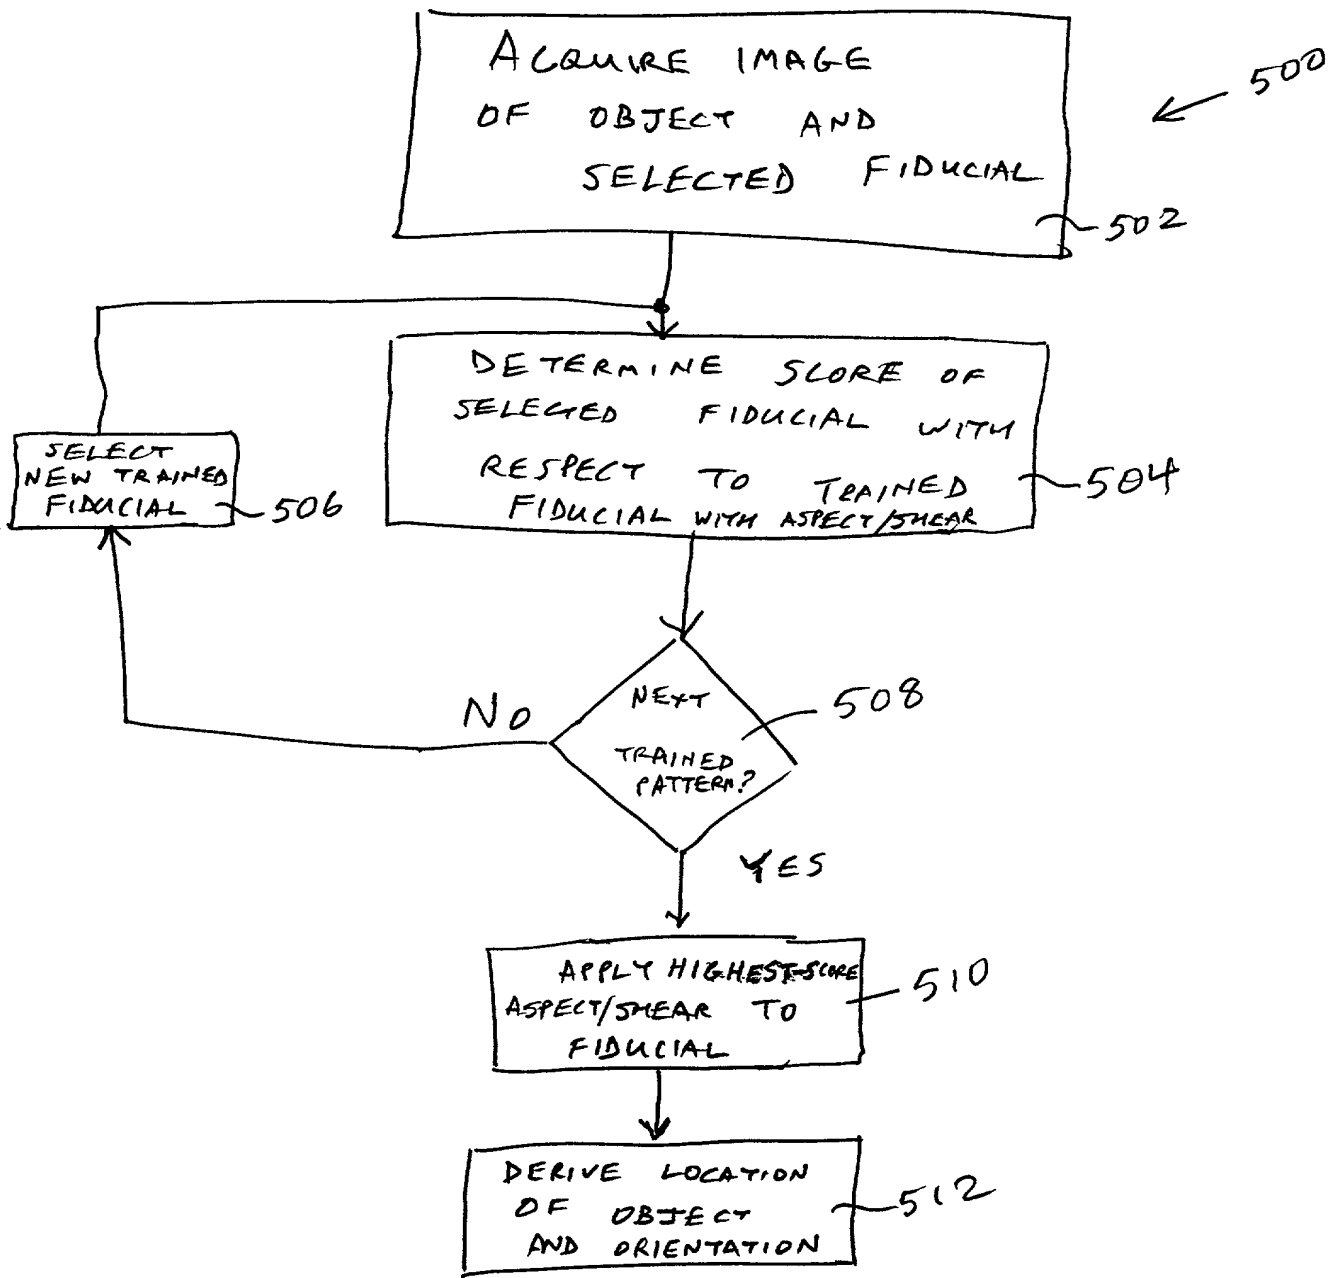 ACQUIRE IMAGE
OF OBJECT AND
SELECTED FIDUCIAL
500
502
DETERMINE SCORE OF
SELECTED FIDUCIAL WITH
RESPECT TO TRAINED
FIDUCIAL WITH ASPECT/SHEAR
504
SELECT
NEW TRAINED
FIDUCIAL
506
NO
NEXT
TRAINED
PATTERN?
508
YES
APPLY HIGHEST-SCORE
ASPECT/SHEAR TO
FIDUCIAL
510
DERIVE LOCATION
OF OBJECT
AND ORIENTATION
512